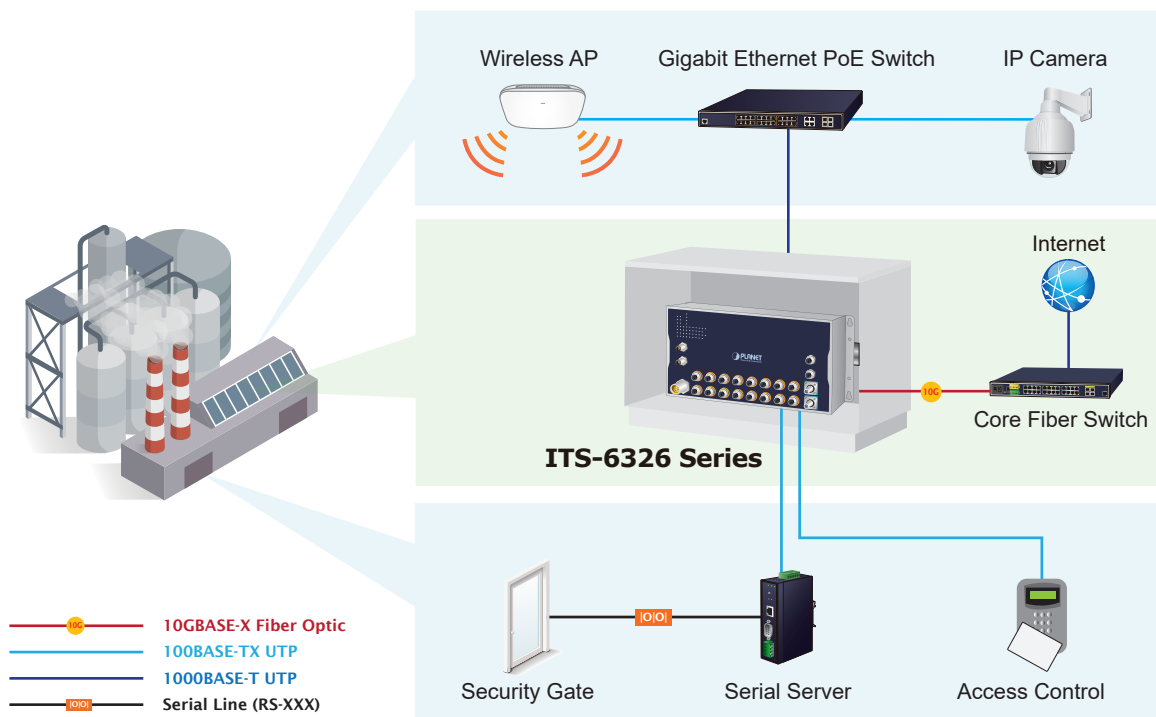 Wireless AP
Gigabit Ethernet PoE Switch
IP Camera
Internet
PLANET
10G
Core Fiber Switch
ITS-6326 Series
|O|O|
Security Gate
Serial Server
Access Control
10G
10GBASE-X Fiber Optic
100BASE-TX UTP
1000BASE-T UTP
|O|O|
Serial Line (RS-XXX)